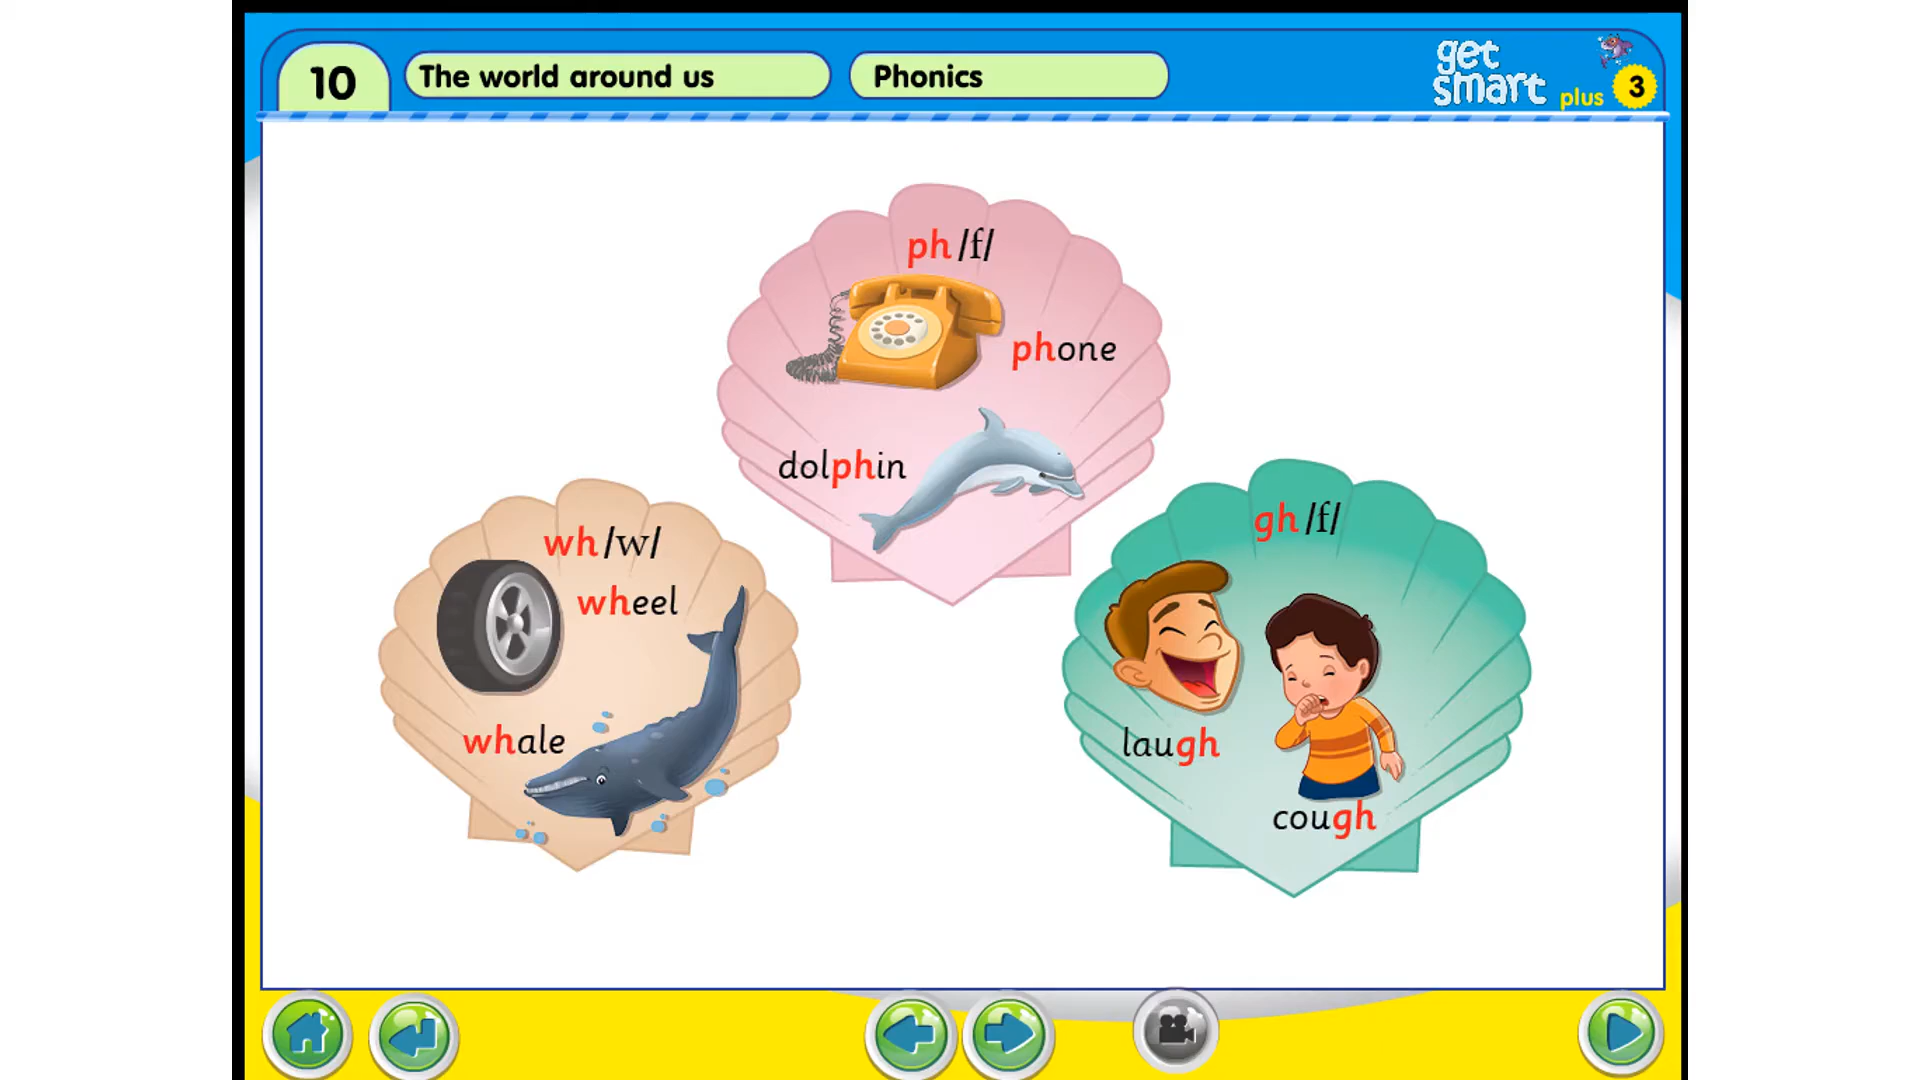 10
The world around us
Phonics
get
smart
plus 3
ph /f/
phone
dolphin
wh /w/
wheel
whale
gh /f/
laugh
cough